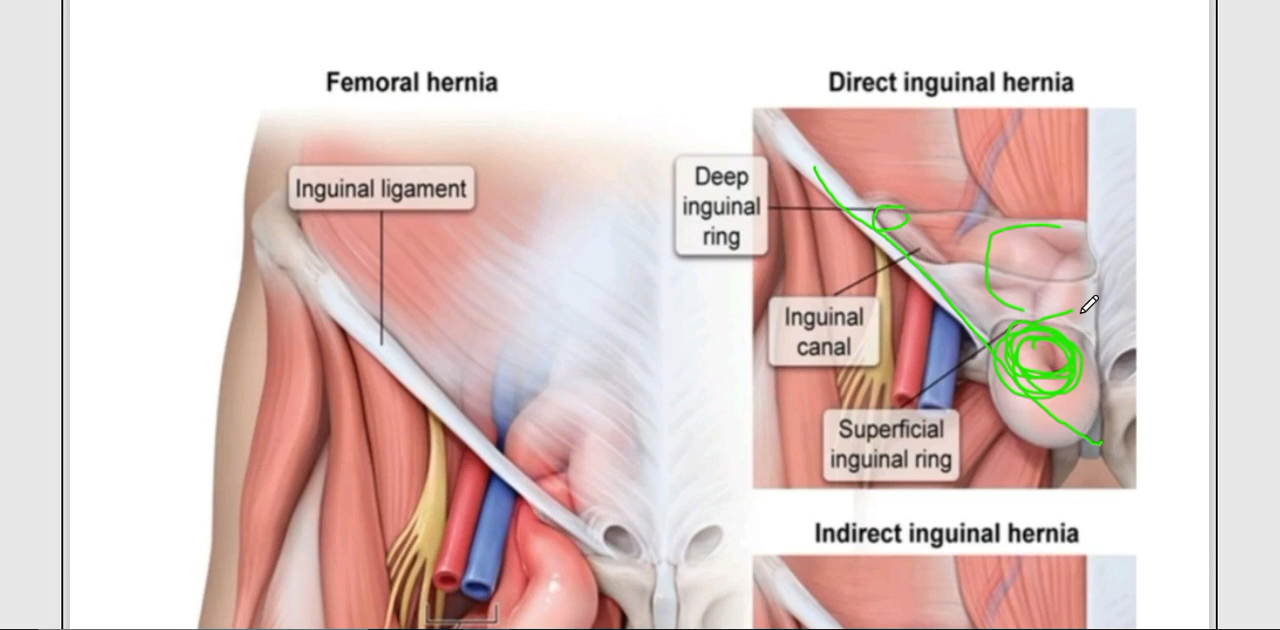 Femoral hernia
Inguinal ligament
Direct inguinal hernia
Deep
inguinal
ring
Inguinal
canal
Superficial
inguinal ring
Indirect inguinal hernia